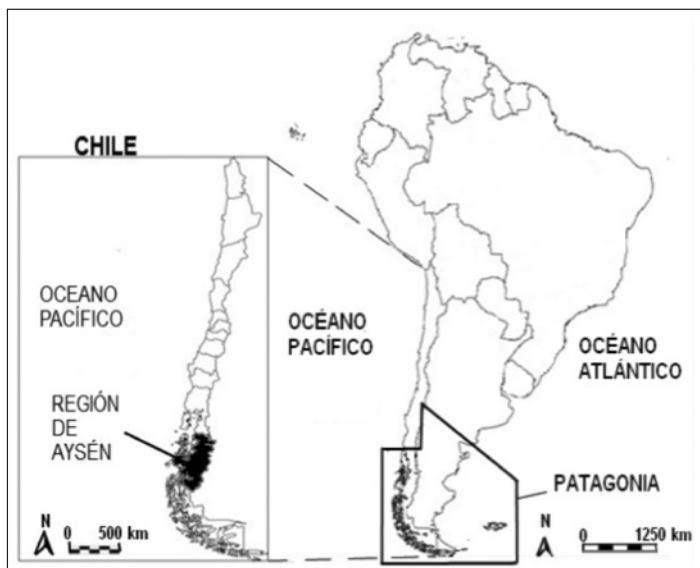 CHILE
OCEANO
PACÍFICO
REGIÓN
DE
AYSÉN
N
0 500 km
OCÉANO
PACÍFICO
OCÉANO
ATLÁNTICO
PATAGONIA
N
0 1250 km